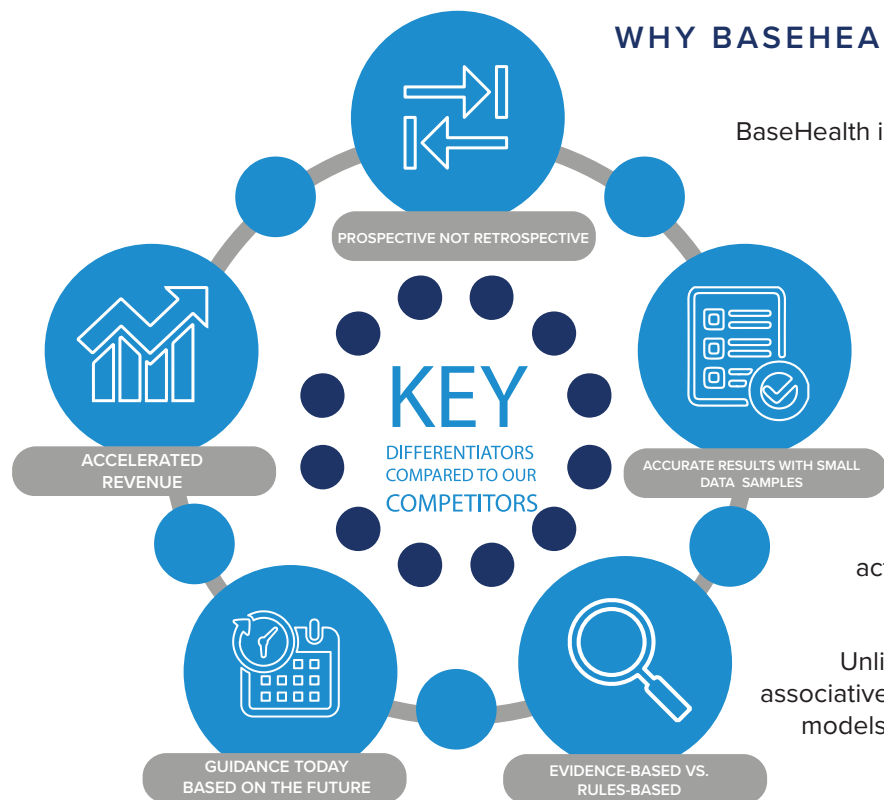 WHY BASEHEA
BaseHealth i
PROSPECTIVE NOT RETROSPECTIVE
KEY
DIFFERENTIATORS
COMPARED TO OUR
COMPETITORS
ACCELERATED
REVENUE
ACCURATE RESULTS WITH SMALL
DATA SAMPLES
act
Unli
associative
models
GUIDANCE TODAY
BASED ON THE FUTURE
EVIDENCE-BASED VS.
RULES-BASED